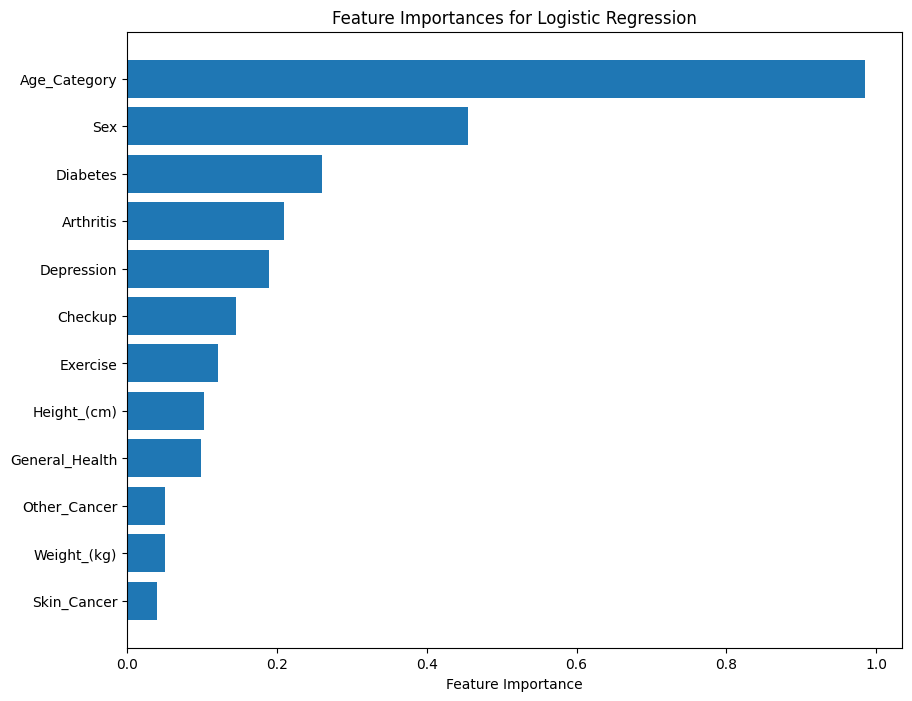 Feature Importances for Logistic Regression
Age_Category
Sex
Diabetes
Arthritis
Depression
Checkup
Exercise
Height_(cm)
General_Health
Other_Cancer
Weight_(kg)
Skin_Cancer
0.0 0.2 0.4 0.6 0.8 1.0
Feature Importance